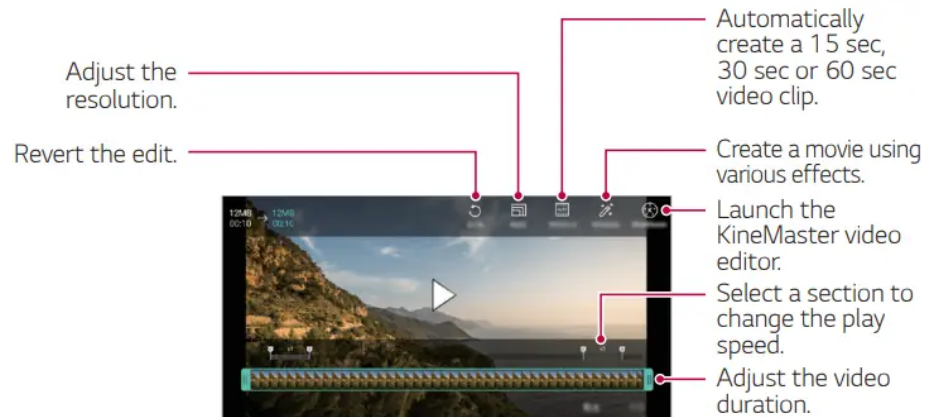 Automatically
create a 15 sec,
30 sec or 60 sec
video clip.
Adjust the
resolution.
Revert the edit.
Create a movie using
various effects.
12MB → 12MB
00:10 00:10
Launch the
KineMaster video
editor.
Select a section to
change the play
speed.
Adjust the video
duration.